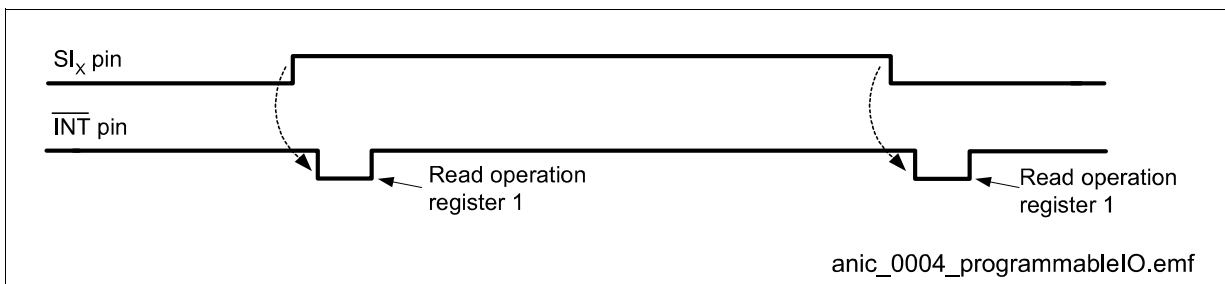 SIX pin
INT pin
Read operation
register 1
Read operation
register 1
anic_0004_programmableIO.emf